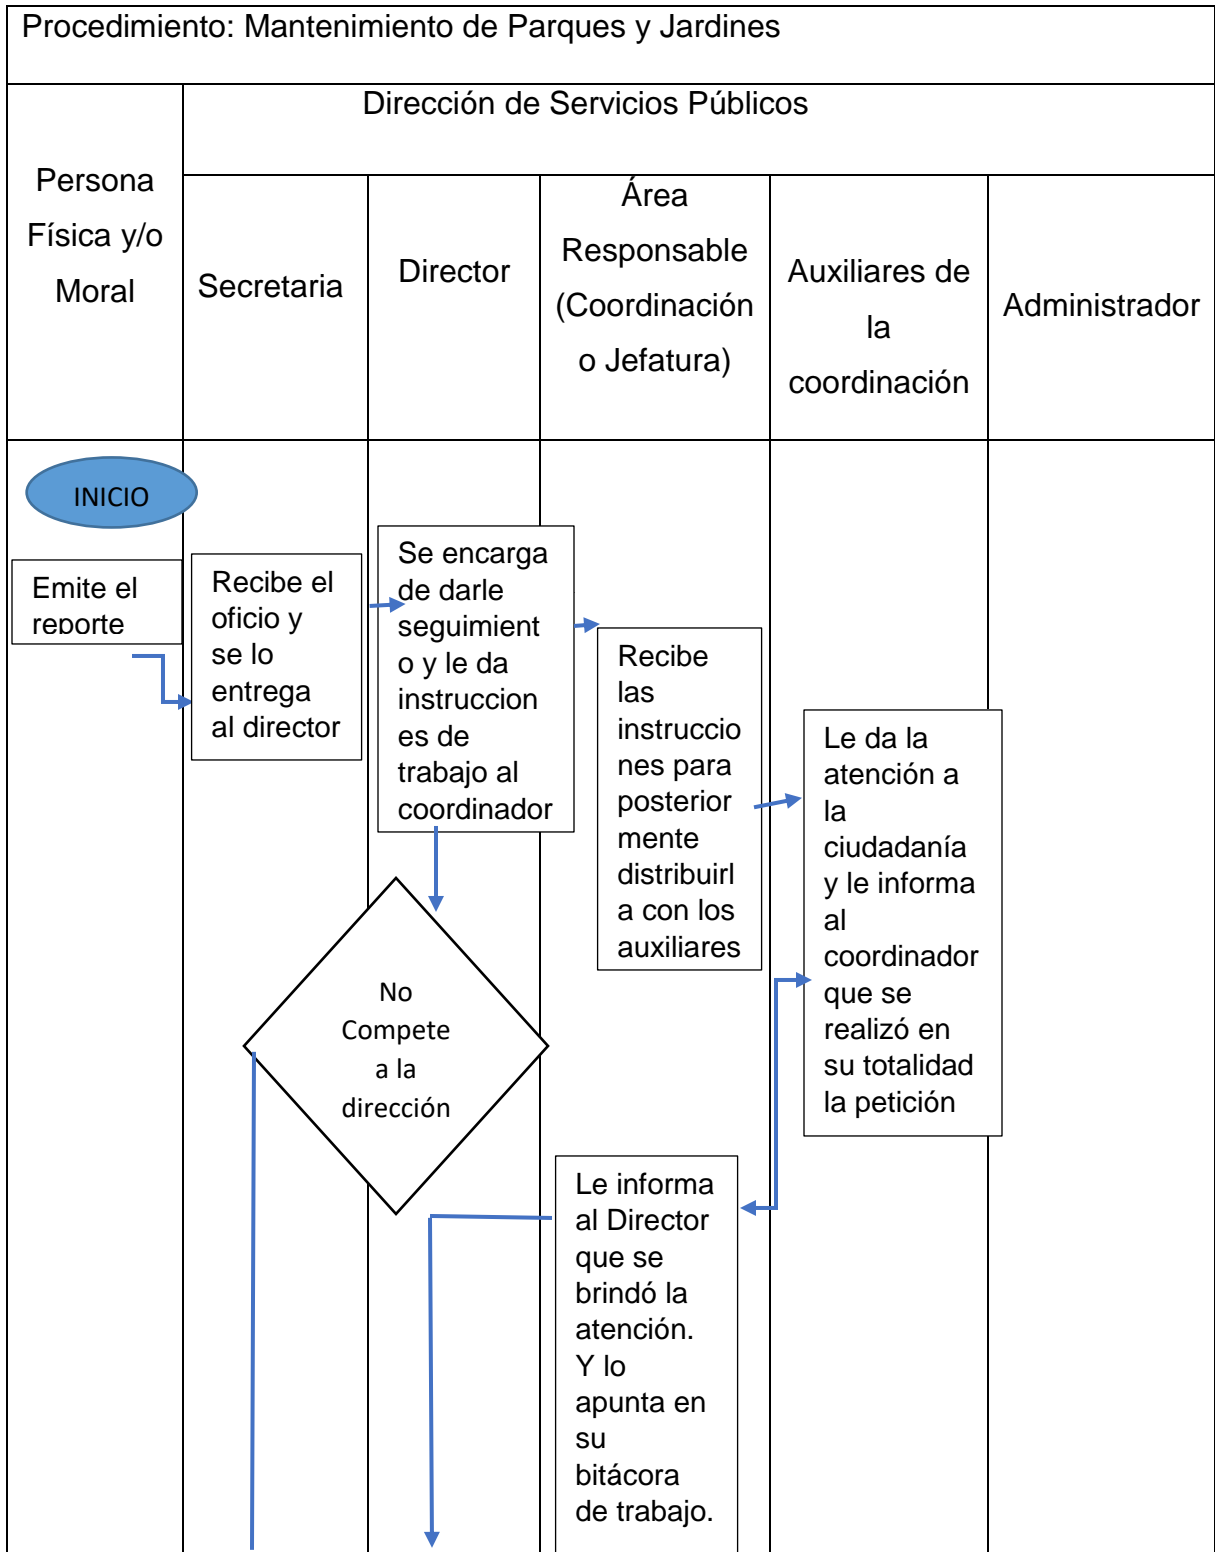 Procedimiento: Mantenimiento de Parques y Jardines
Dirección de Servicios Públicos
Persona
Física y/o
Moral
Secretaria
Director
Área
Responsable
(Coordinación
o Jefatura)
Auxiliares de
la
coordinación
Administrador
INICIO
Emite el
reporte
Recibe el
oficio y
se lo
entrega
al director
Se encarga
de darle
seguimient
o y le da
instruccion
es de
trabajo al
coordinador
Recibe
las
instruccio
nes para
posterior
mente
distribuirl
a con los
auxiliares
Le da la
atención a
la
ciudadanía
y le informa
al
coordinador
que se
realizó en
su totalidad
la petición
No
Compete
a la
dirección
Le informa
al Director
que se
brindó la
atención.
Y lo
apunta en
su
bitácora
de trabajo.